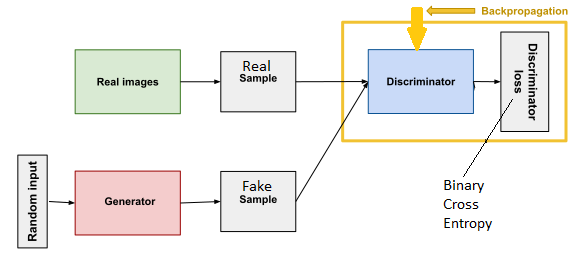 Backpropagation
Real images
Real
Sample
Discriminator
Discriminator
loss
Random input
Generator
Fake
Sample
Binary
Cross
Entropy